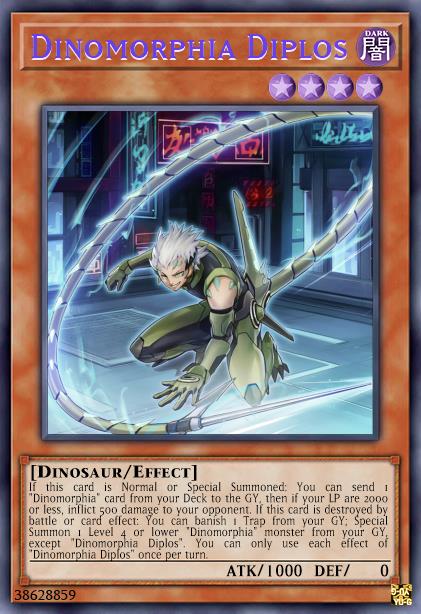 Dinomorphia Diplos
DARK
闇
[Dinosaur/Effect]
If this card is Normal or Special Summoned: You can send 1
"Dinomorphia" card from your Deck to the GY, then if your LP are 2000
or less, inflict 500 damage to your opponent. If this card is destroyed by
battle or card effect: You can banish 1 Trap from your GY; Special
Summon 1 Level 4 or lower "Dinomorphia" monster from your GY,
except "Dinomorphia Diplos". You can only use each effect of
"Dinomorphia Diplos" once per turn.
ATK/1000 DEF/ 0
38628859